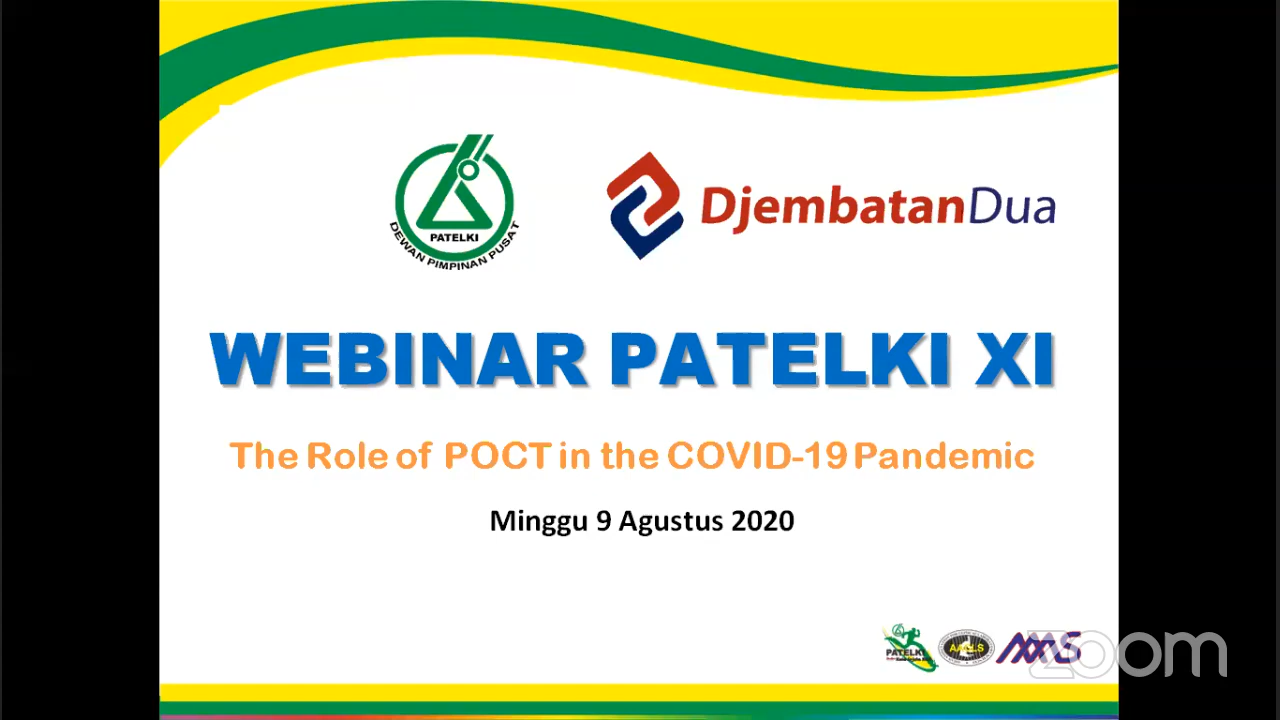 PATELKI
DEWAN PIMPINAN PUSAT
DjembatanDua
WEBINAR PATELKI XI
The Role of POCT in the COVID-19 Pandemic
Minggu 9 Agustus 2020
PATELKI
zoom